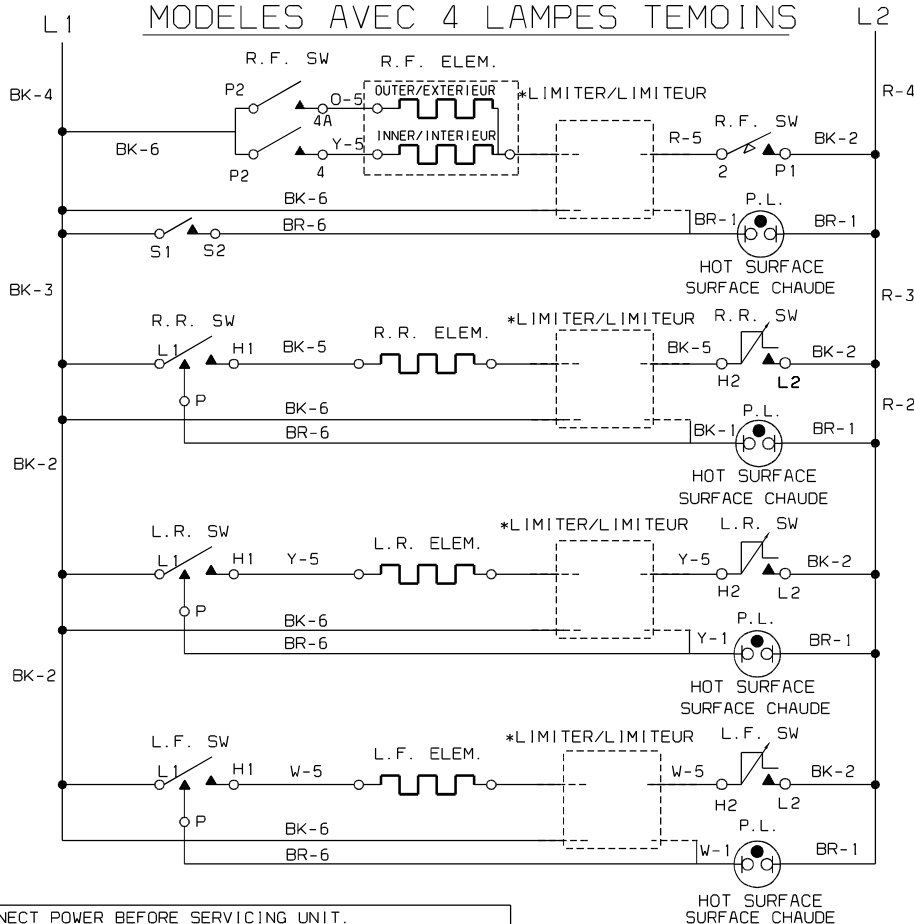 MODELES AVEC 4 LAMPES TEMOINS
L1
L2
R.F. SW
R.F. ELEM.
BK-4
P2
O-5
OUTER/EXTERIEUR
*LIMITER/LIMITEUR
R-4
4A
R.F. SW
BK-6
Y-5
INNER/INTERIEUR
R-5
BK-2
P2
4
2
P1
BK-6
P.L.
BR-6
BR-1
BR-1
S1
S2
HOT SURFACE
SURFACE CHAUDE
BK-3
R-3
R.R. SW
R.R. ELEM.
*LIMITER/LIMITEUR
R.R. SW
L1
H1
BK-5
BK-5
BK-2
H2
L2
P
BK-6
P.L.
R-2
BR-6
BK-1
BR-1
BK-2
HOT SURFACE
SURFACE CHAUDE
L.R. SW
L.R. ELEM.
*LIMITER/LIMITEUR
L.R. SW
L1
H1
Y-5
Y-5
BK-2
H2
L2
P
BK-6
P.L.
BR-6
Y-1
BR-1
BK-2
HOT SURFACE
SURFACE CHAUDE
L.F. SW
L.F. ELEM.
*LIMITER/LIMITEUR
L.F. SW
L1
H1
W-5
W-5
BK-2
H2
L2
P
BK-6
P.L.
BR-6
W-1
BR-1
HOT SURFACE
SURFACE CHAUDE
NECT POWER BEFORE SERVICING UNIT.